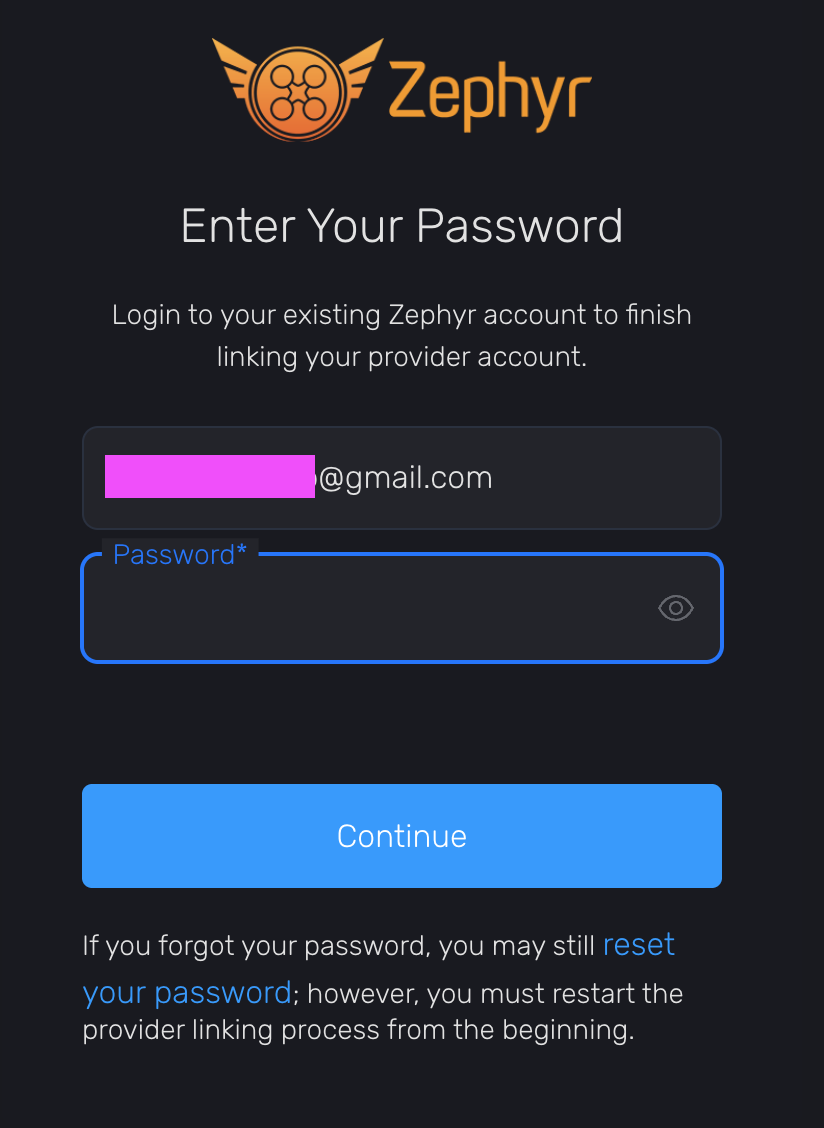 Zephyr
Enter Your Password
Login to your existing Zephyr account to finish
linking your provider account.
@gmail.com
Password*
Continue
If you forgot your password, you may still reset
your password; however, you must restart the
provider linking process from the beginning.